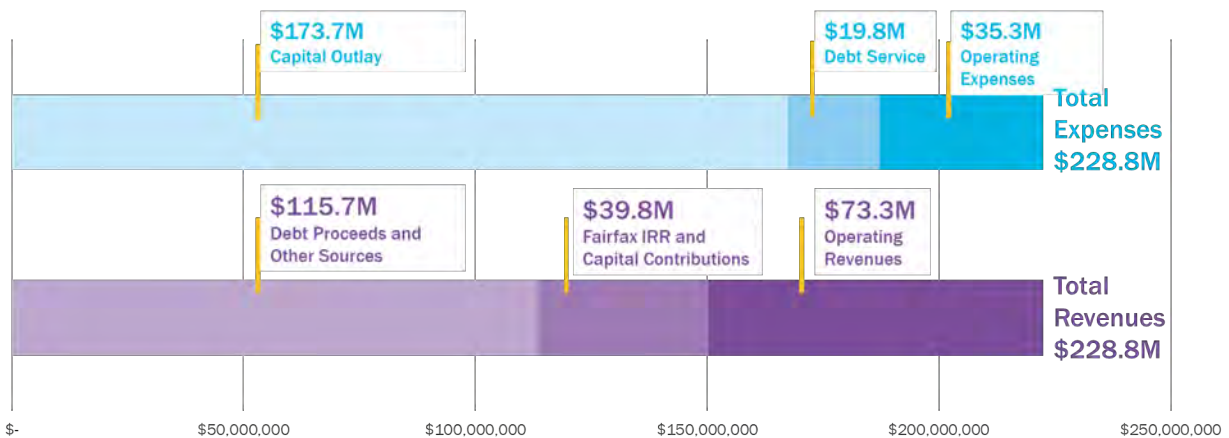 $173.7M
Capital Outlay
$19.8M
Debt Service
$35.3M
Operating
Expenses
Total
Expenses
$228.8M
$115.7M
Debt Proceeds and
Other Sources
$39.8M
Fairfax IRR and
Capital Contributions
$73.3M
Operating
Revenues
Total
Revenues
$228.8M
$-
$50,000,000
$100,000,000
$150,000,000
$200,000,000
$250,000,000